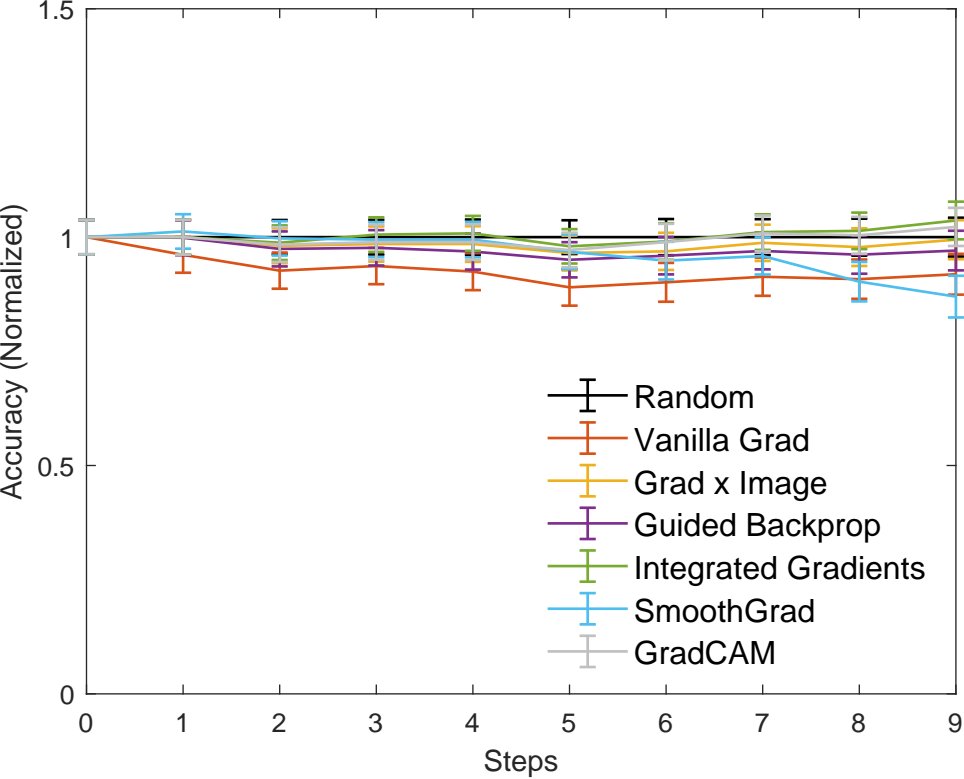 1.5
1
0.5
0
Accuracy (Normalized)
Random
Vanilla Grad
Grad x Image
Guided Backprop
Integrated Gradients
SmoothGrad
GradCAM
0 1 2 3 4 5 6 7 8 9
Steps